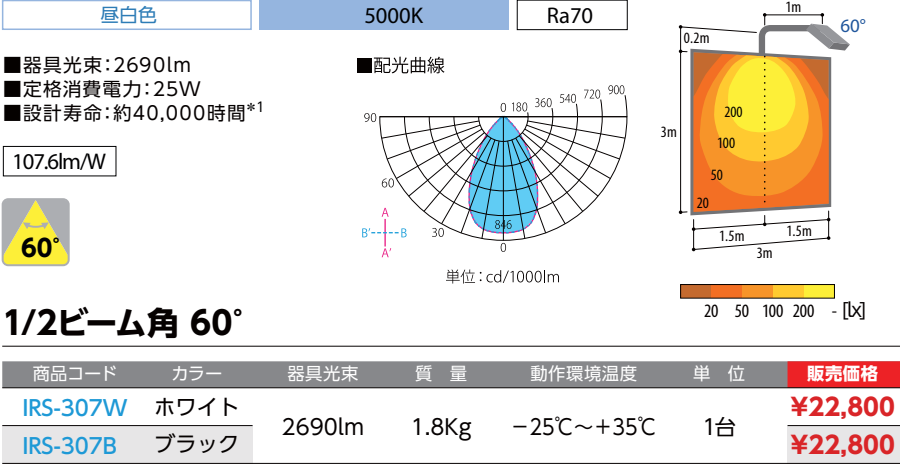 昼白色 5000K Ra70
■器具光束：2690lm
■定格消費電力：25W
■設計寿命：約40,000時間*1
107.6lm/W
60°
■配光曲線
90 0 180 360 540 720 900
60
30
846
0
A
B' B
A'
単位：cd/1000lm
1m
60°
0.2m
3m
200
100
50
20
1.5m 1.5m
3m
20 50 100 200 - [lX]
1/2ビーム角 60°
商品コード カラー 器具光束 質 量 動作環境温度 単 位 販売価格
IRS-307W ホワイト ¥22,800
2690lm 1.8Kg −25℃～+35℃ 1台
IRS-307B ブラック ¥22,800